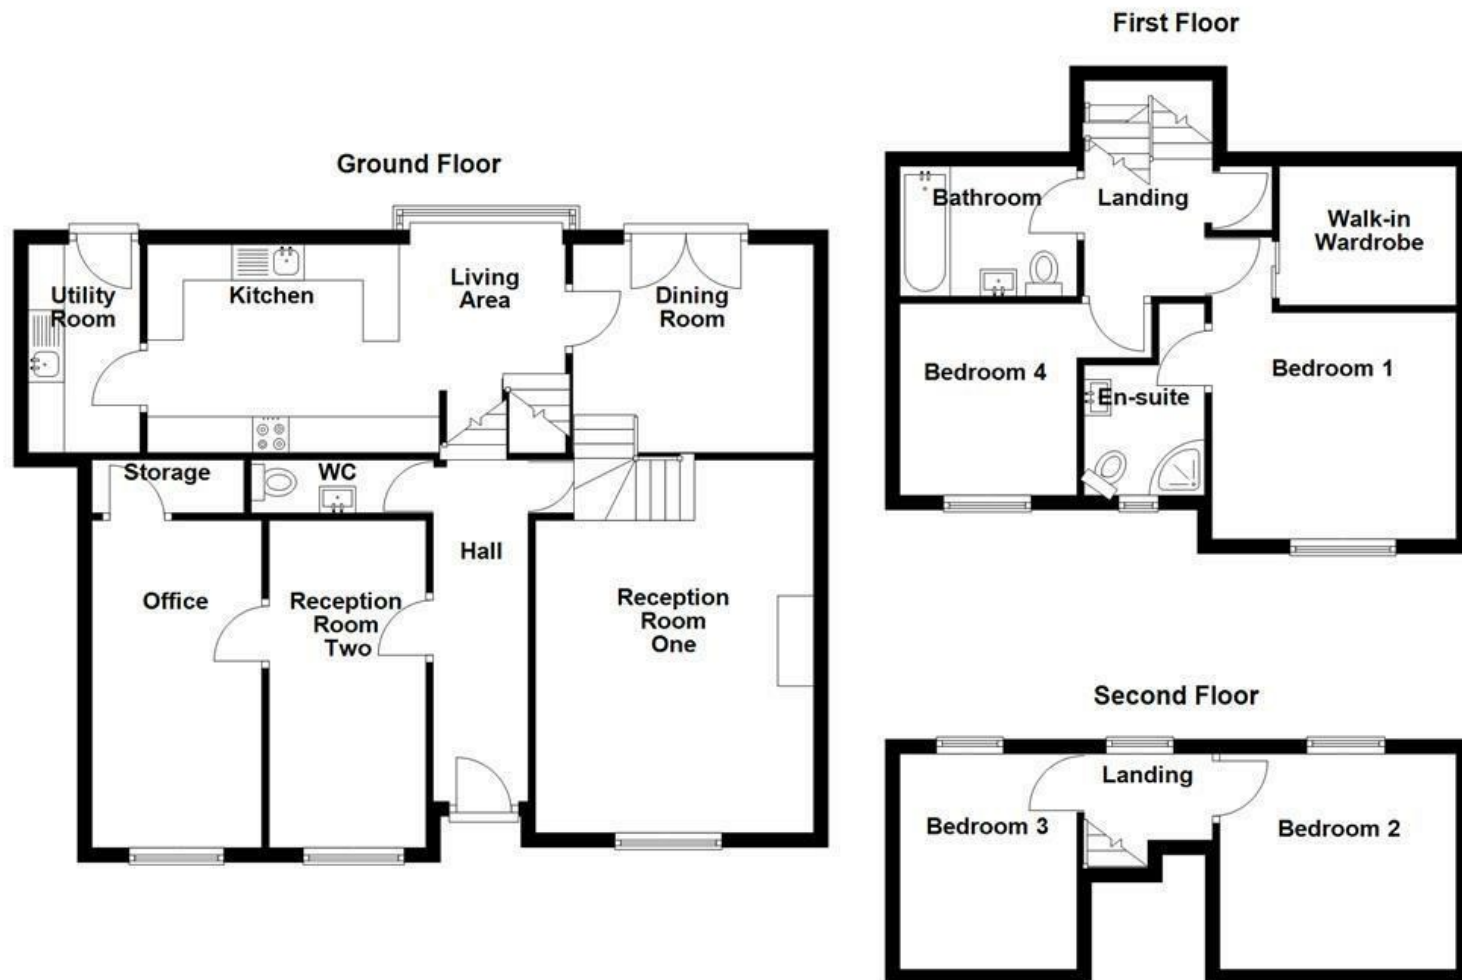 First Floor
Bathroom
Landing
Walk-in
Wardrobe
Bedroom 4
En-suite
Bedroom 1
Ground Floor
Utility
Room
Kitchen
Living
Area
Dining
Room
Storage
WC
Hall
Office
Reception
Room
Two
Reception
Room
One
Second Floor
Landing
Bedroom 3
Bedroom 2